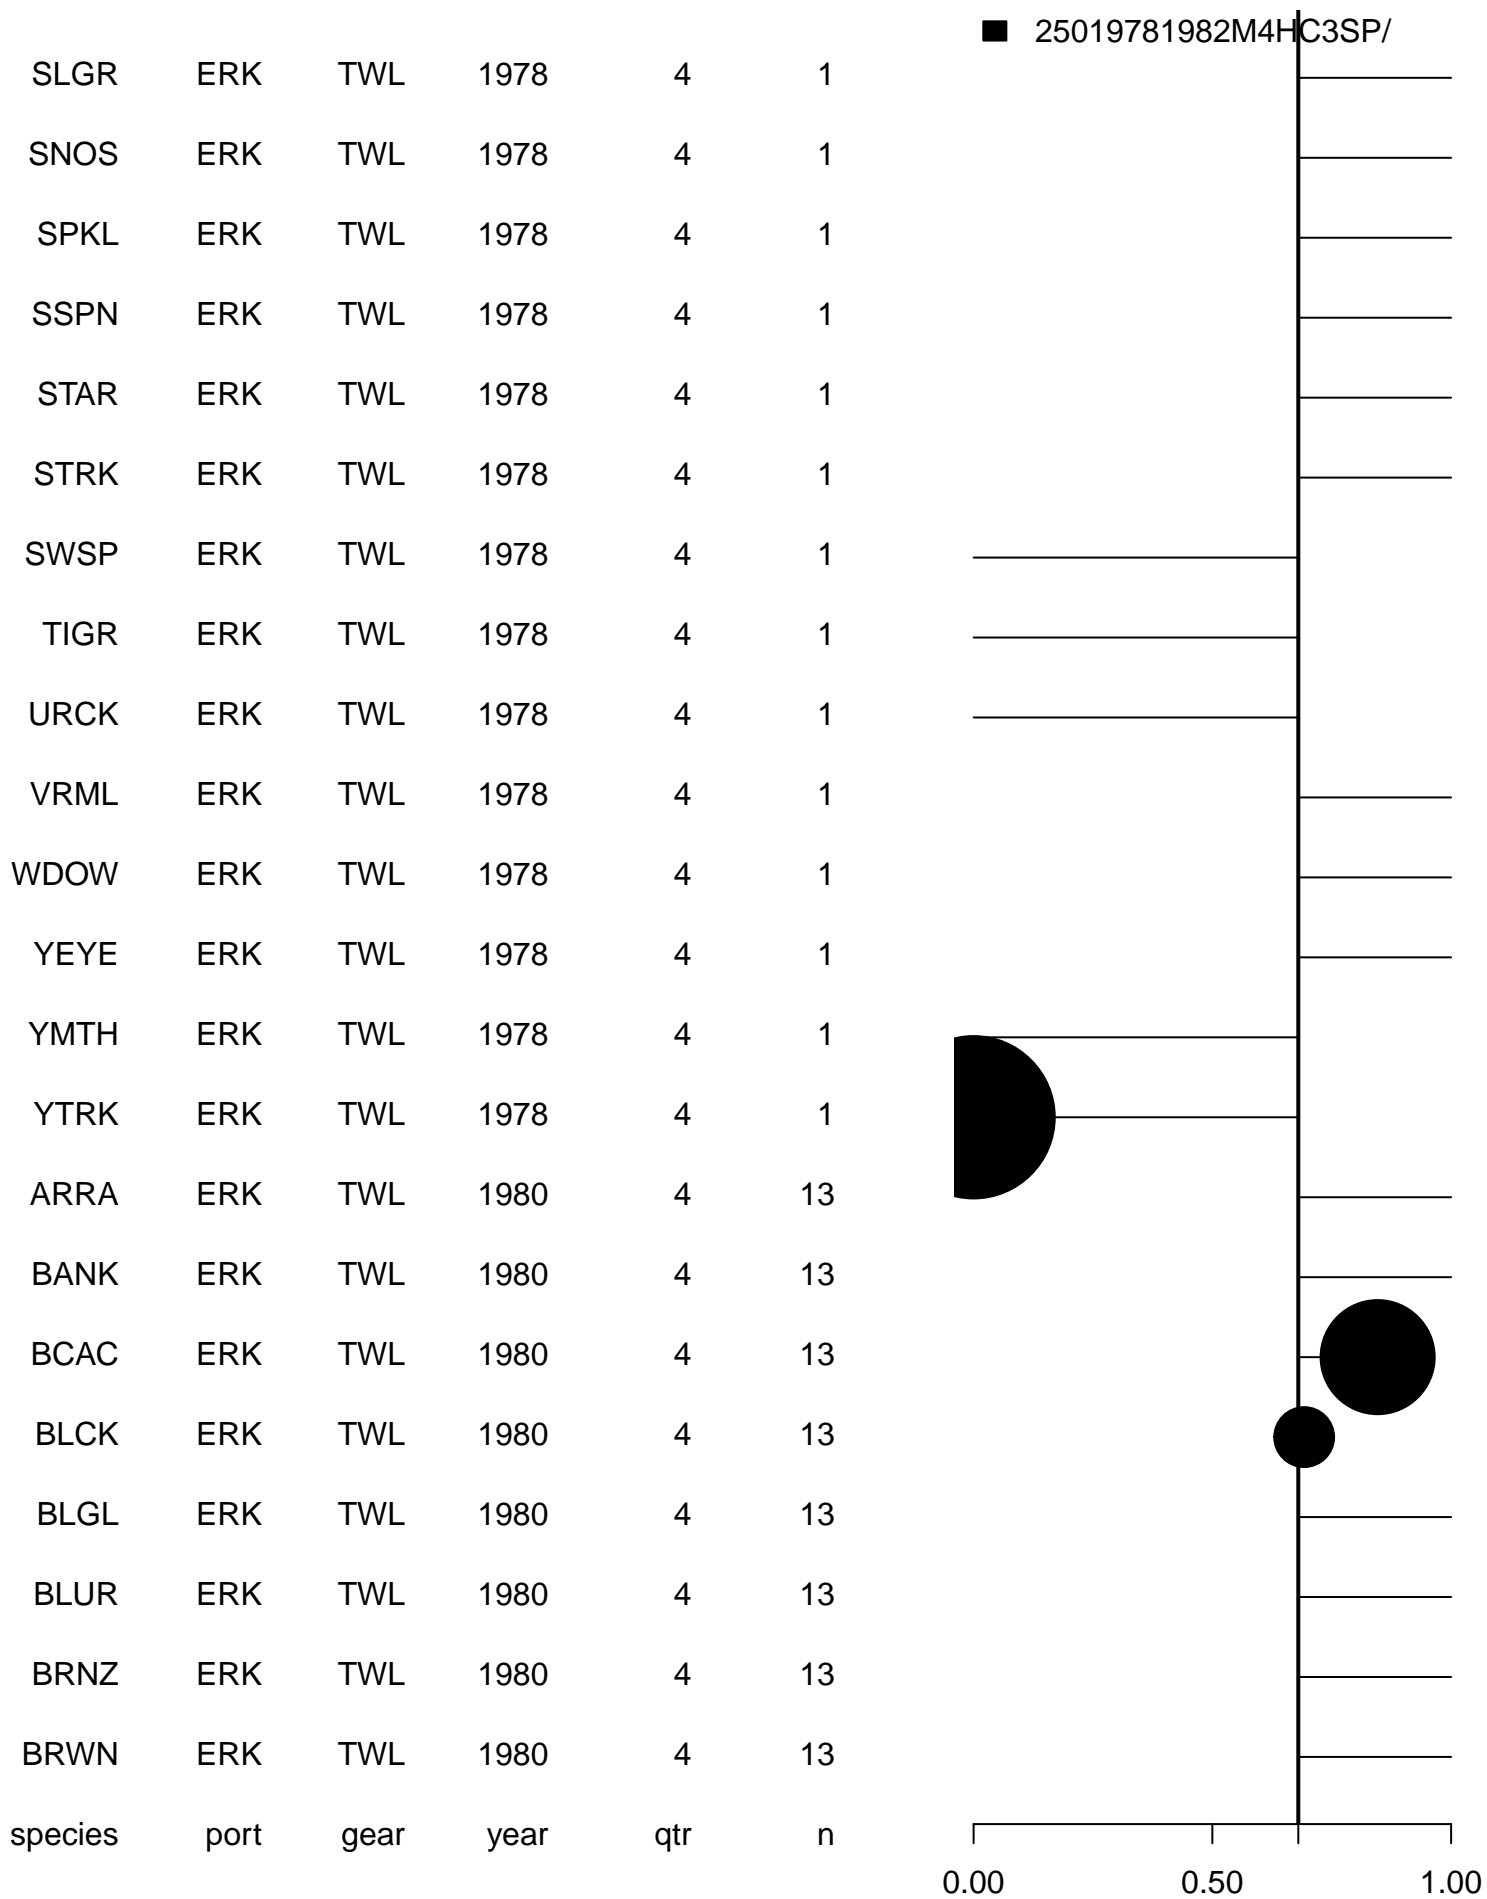 25019781982M4HC3SP/
SLGR ERK TWL 1978 4 1
SNOS ERK TWL 1978 4 1
SPKL ERK TWL 1978 4 1
SSPN ERK TWL 1978 4 1
STAR ERK TWL 1978 4 1
STRK ERK TWL 1978 4 1
SWSP ERK TWL 1978 4 1
TIGR ERK TWL 1978 4 1
URCK ERK TWL 1978 4 1
VRML ERK TWL 1978 4 1
WDOW ERK TWL 1978 4 1
YEYE ERK TWL 1978 4 1
YMTH ERK TWL 1978 4 1
YTRK ERK TWL 1978 4 1
ARRA ERK TWL 1980 4 13
BANK ERK TWL 1980 4 13
BCAC ERK TWL 1980 4 13
BLCK ERK TWL 1980 4 13
BLGL ERK TWL 1980 4 13
BLUR ERK TWL 1980 4 13
BRNZ ERK TWL 1980 4 13
BRWN ERK TWL 1980 4 13
species port gear year qtr n
0.00 0.50 1.00